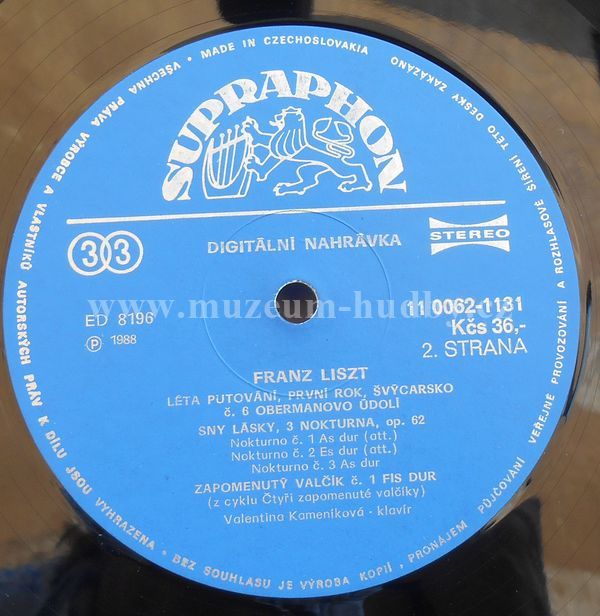 VŠECHNA PRÁVA VÝROBCE A VLASTNÍKŮ AUTORSKÝCH PRÁV K DÍLU JSOU VYHRAZENA • BEZ SOUHLASU JE VÝROBA KOPIÍ, PRONÁJEM PŮJČOVÁNÍ VEŘEJNÉ PROVOZOVÁNÍ A ROZHLASOVÉ ŠÍŘENÍ TÉTO DESKY ZAKÁZÁNO • MADE IN CZECHOSLOVAKIA •
SUPRAPHON
33
DIGITÁLNÍ NAHRÁVKA
STEREO
www.muzeum-hudby.cz
ED 8196
℗ 1988
11 0062-1131
Kčs 36,-
2. STRANA
FRANZ LISZT
LÉTA PUTOVÁNÍ, PRVNÍ ROK, ŠVÝCARSKO
č. 6 OBERMANOVO ÚDOLÍ
SNY LÁSKY, 3 NOKTURNA, op. 62
Nokturno č. 1 As dur (att.)
Nokturno č. 2 Es dur (att.)
Nokturno č. 3 As dur
ZAPOMENUTÝ VALČÍK č. 1 FIS DUR
(z cyklu Čtyři zapomenuté valčíky)
Valentina Kameníková - klavír